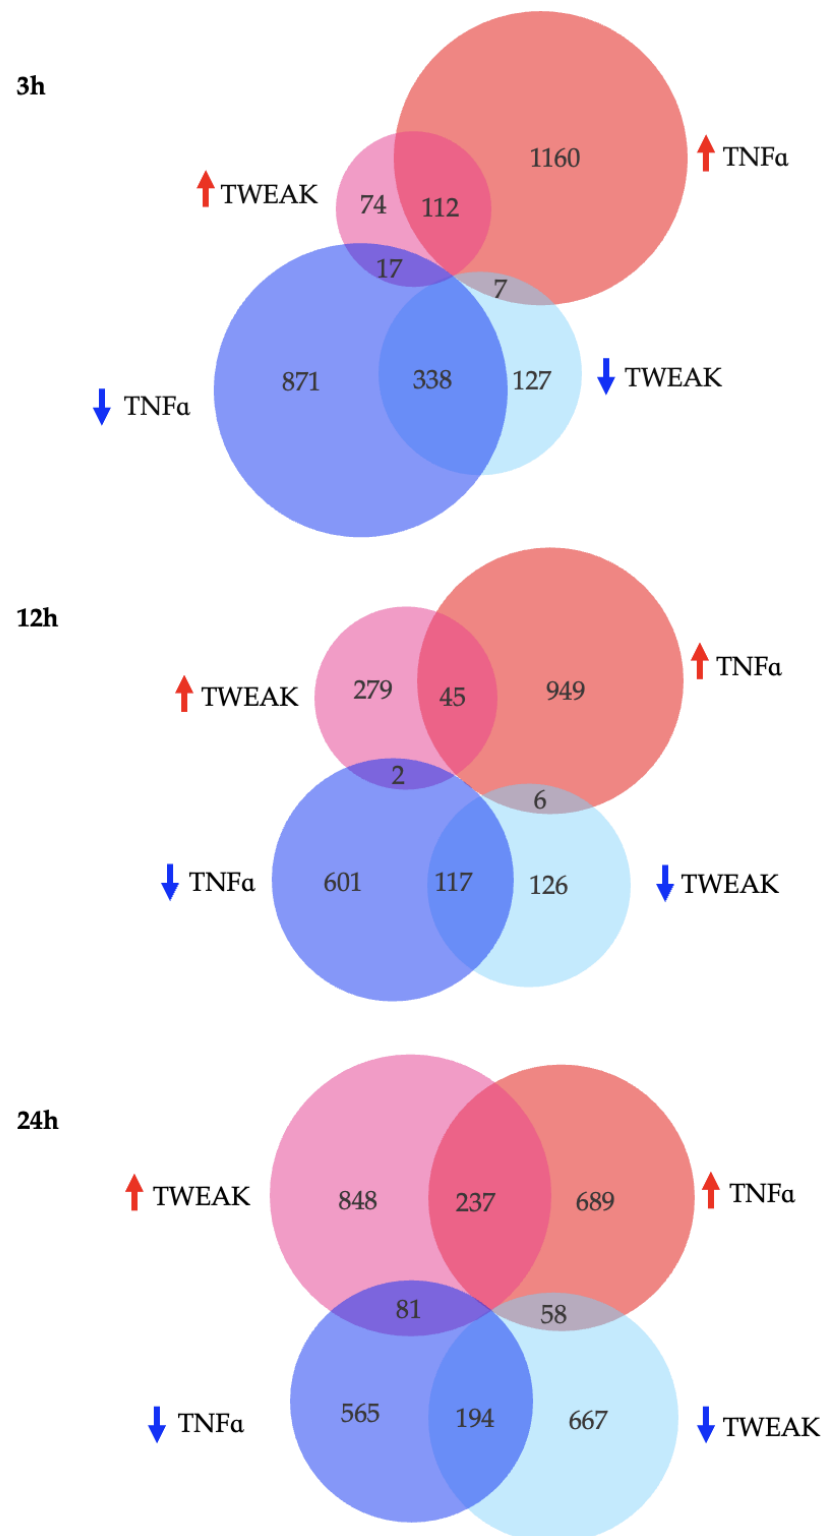 3h
1160
↑ TNFα
↑ TWEAK
74
112
17
7
871
338
127
↓ TWEAK
↓ TNFα
12h
↑ TNFα
279
45
949
↑ TWEAK
2
6
↓ TNFα
601
117
126
↓ TWEAK
24h
↑ TWEAK
848
237
689
↑ TNFα
81
58
↓ TNFα
565
194
667
↓ TWEAK